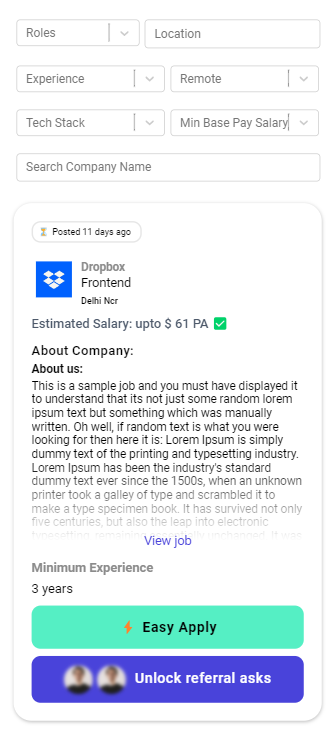 Roles
Location
Experience
Remote
Tech Stack
Min Base Pay Salary
Search Company Name
Posted 11 days ago
Dropbox
Frontend
Delhi Ncr
Estimated Salary: upto $ 61 PA
About Company:
About us:
This is a sample job and you must have displayed it
to understand that its not just some random lorem
ipsum text but something which was manually
written. Oh well, if random text is what you were
looking for then here it is: Lorem Ipsum is simply
dummy text of the printing and typesetting industry.
Lorem Ipsum has been the industry's standard
dummy text ever since the 1500s, when an unknown
printer took a galley of type and scrambled it to
make a type specimen book. It has survived not only
five centuries, but also the leap into electronic
typesetting, remaining essentially unchanged. It was
View job
Minimum Experience
3 years
Easy Apply
Unlock referral asks